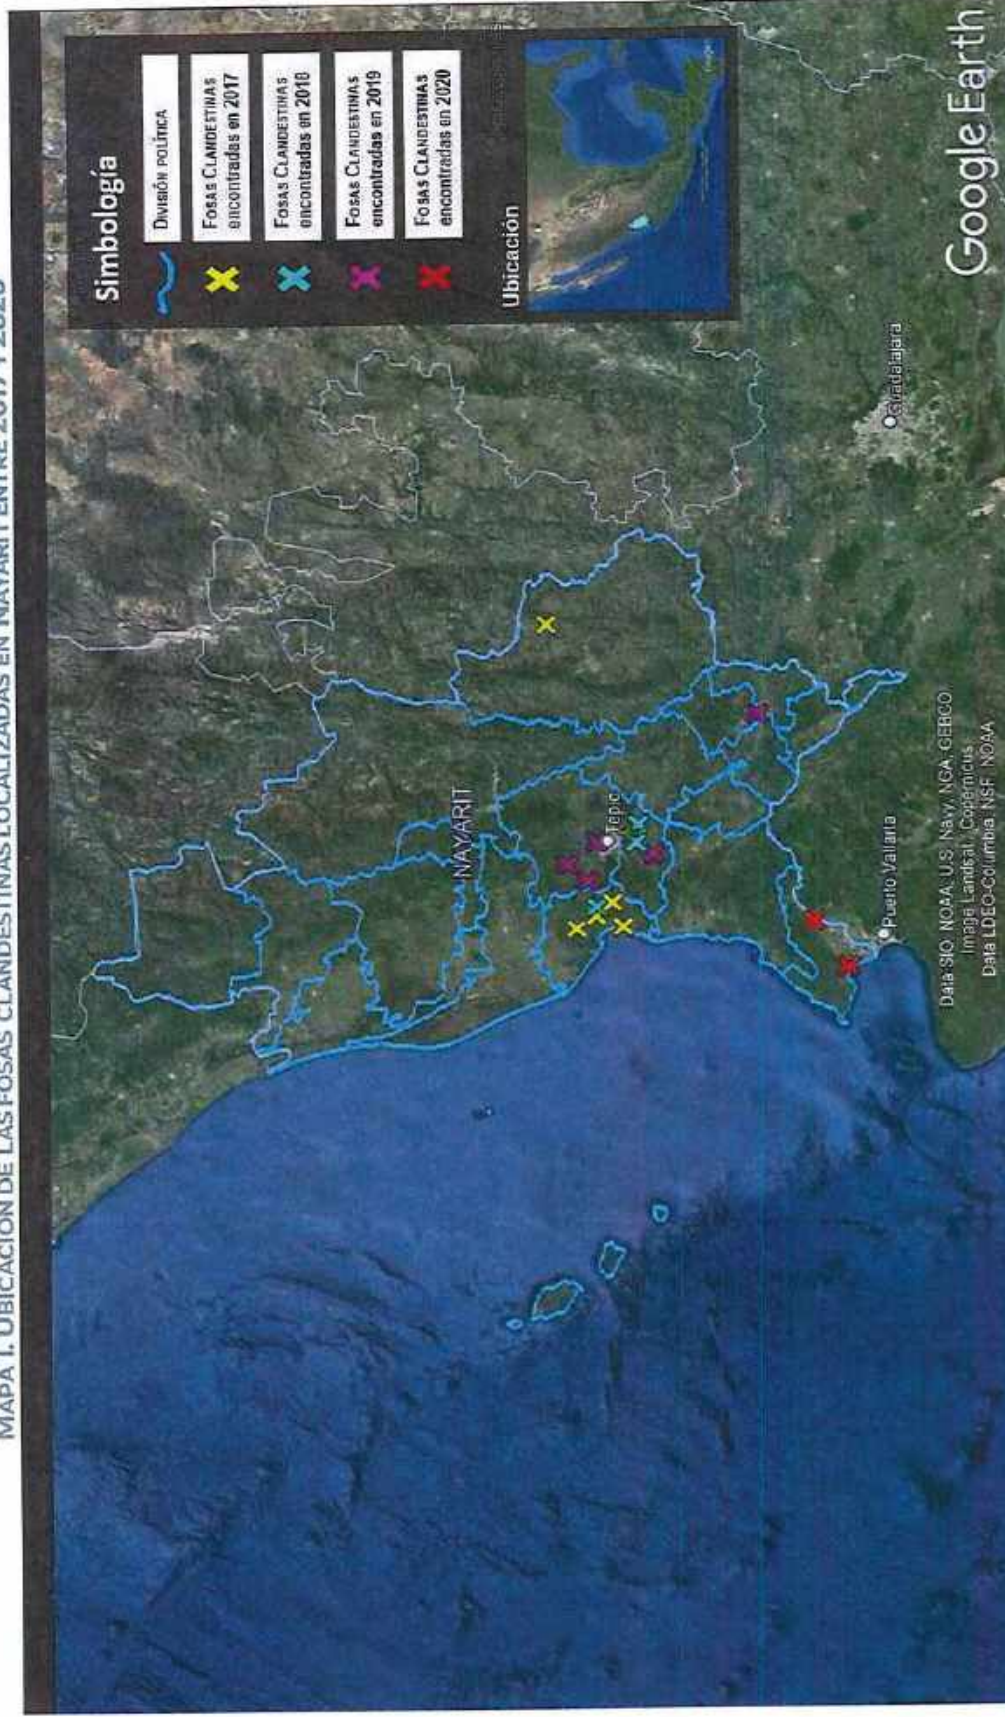 MAPA 1. UBICACIÓN DE LAS FOSAS CLANDESTINAS LOCALIZADAS EN NAYARIT ENTRE 2017 Y 2020
Simbología
DIVISIÓN POLÍTICA
FOSAS CLANDESTINAS
encontradas en 2017
FOSAS CLANDESTINAS
encontradas en 2018
FOSAS CLANDESTINAS
encontradas en 2019
FOSAS CLANDESTINAS
encontradas en 2020
Ubicación
NAYARIT
Tepic
Guadalajara
Puerto Vallarta
Data SIO, NOAA, U.S. Navy, NGA, GEBCO
Image Landsat / Copernicus
Data LDEO-Columbia, NSF, NOAA
Google Earth